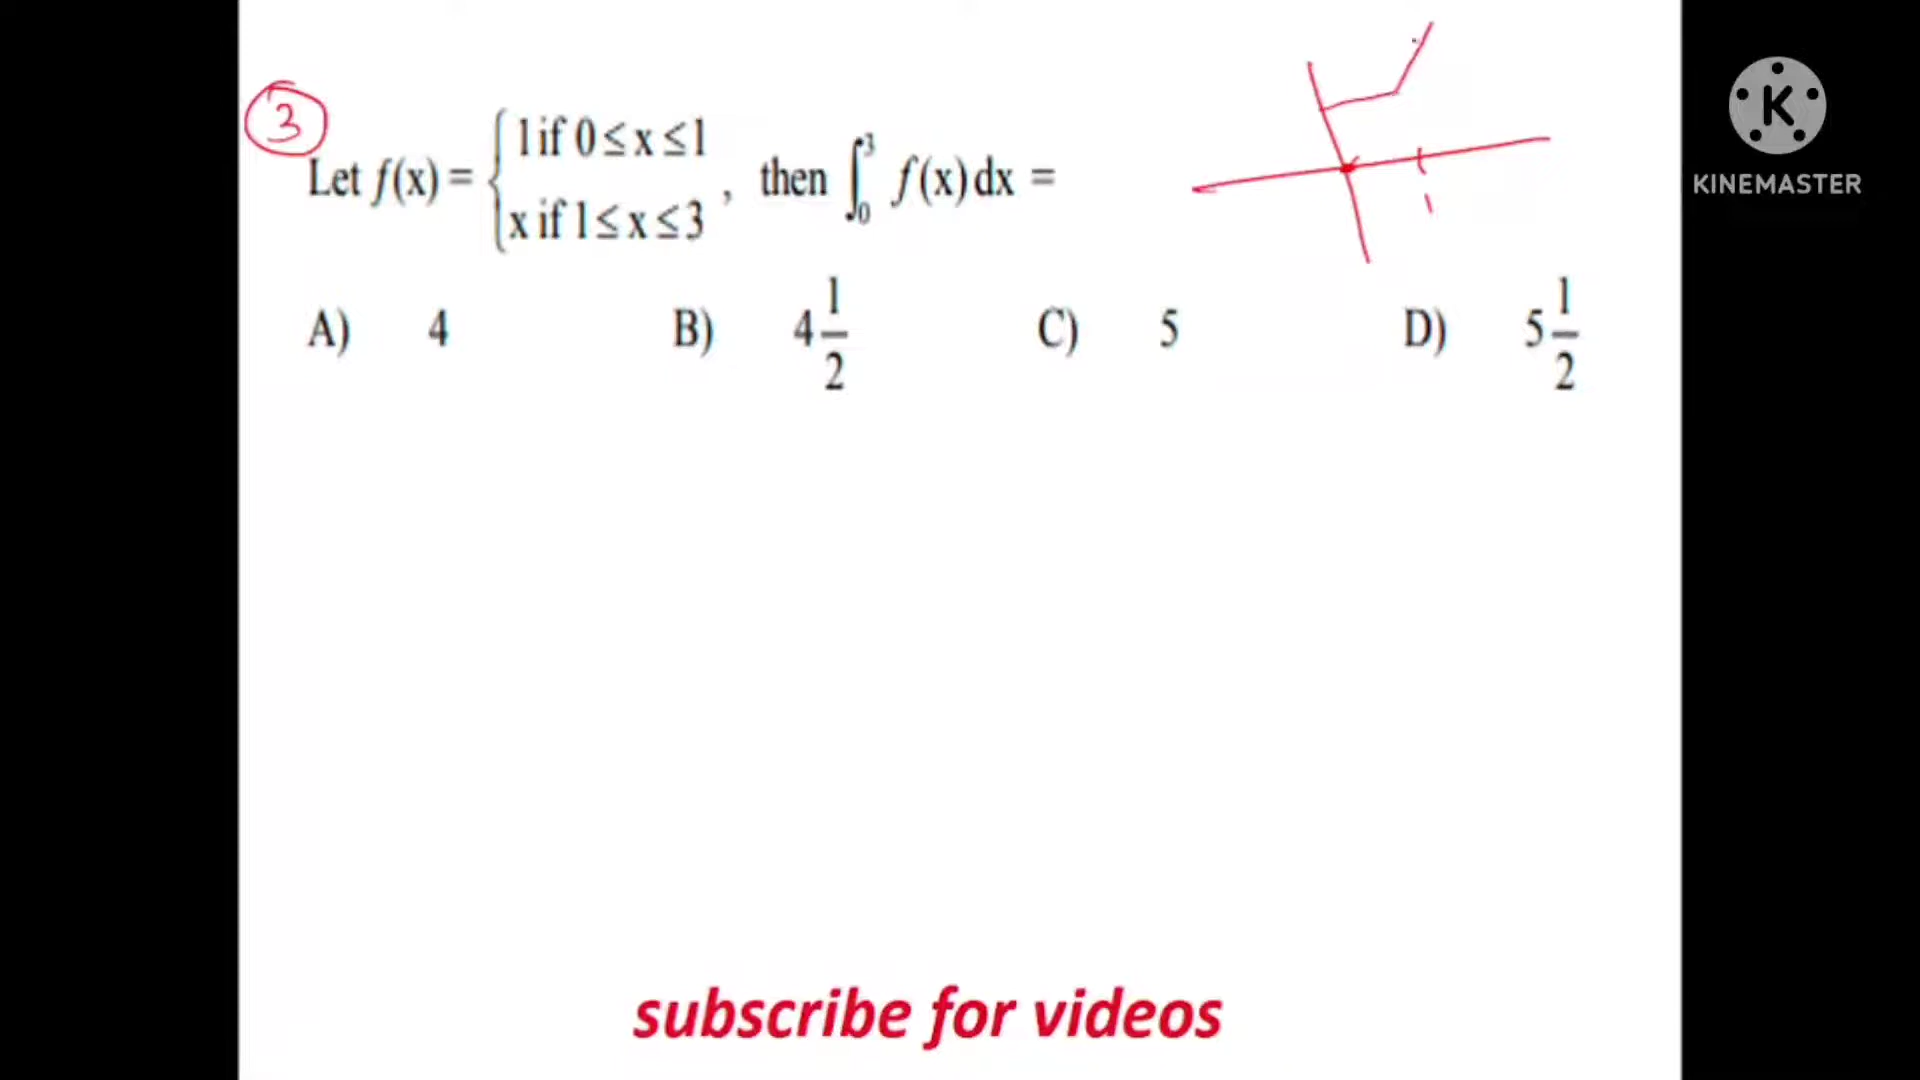 3
Let f(x) = { 1 if 0 ≤ x ≤ 1
x if 1 ≤ x ≤ 3 , then ∫₀³ f(x) dx =
A) 4 B) 4 1/2 C) 5 D) 5 1/2
subscribe for videos
K
KINEMASTER